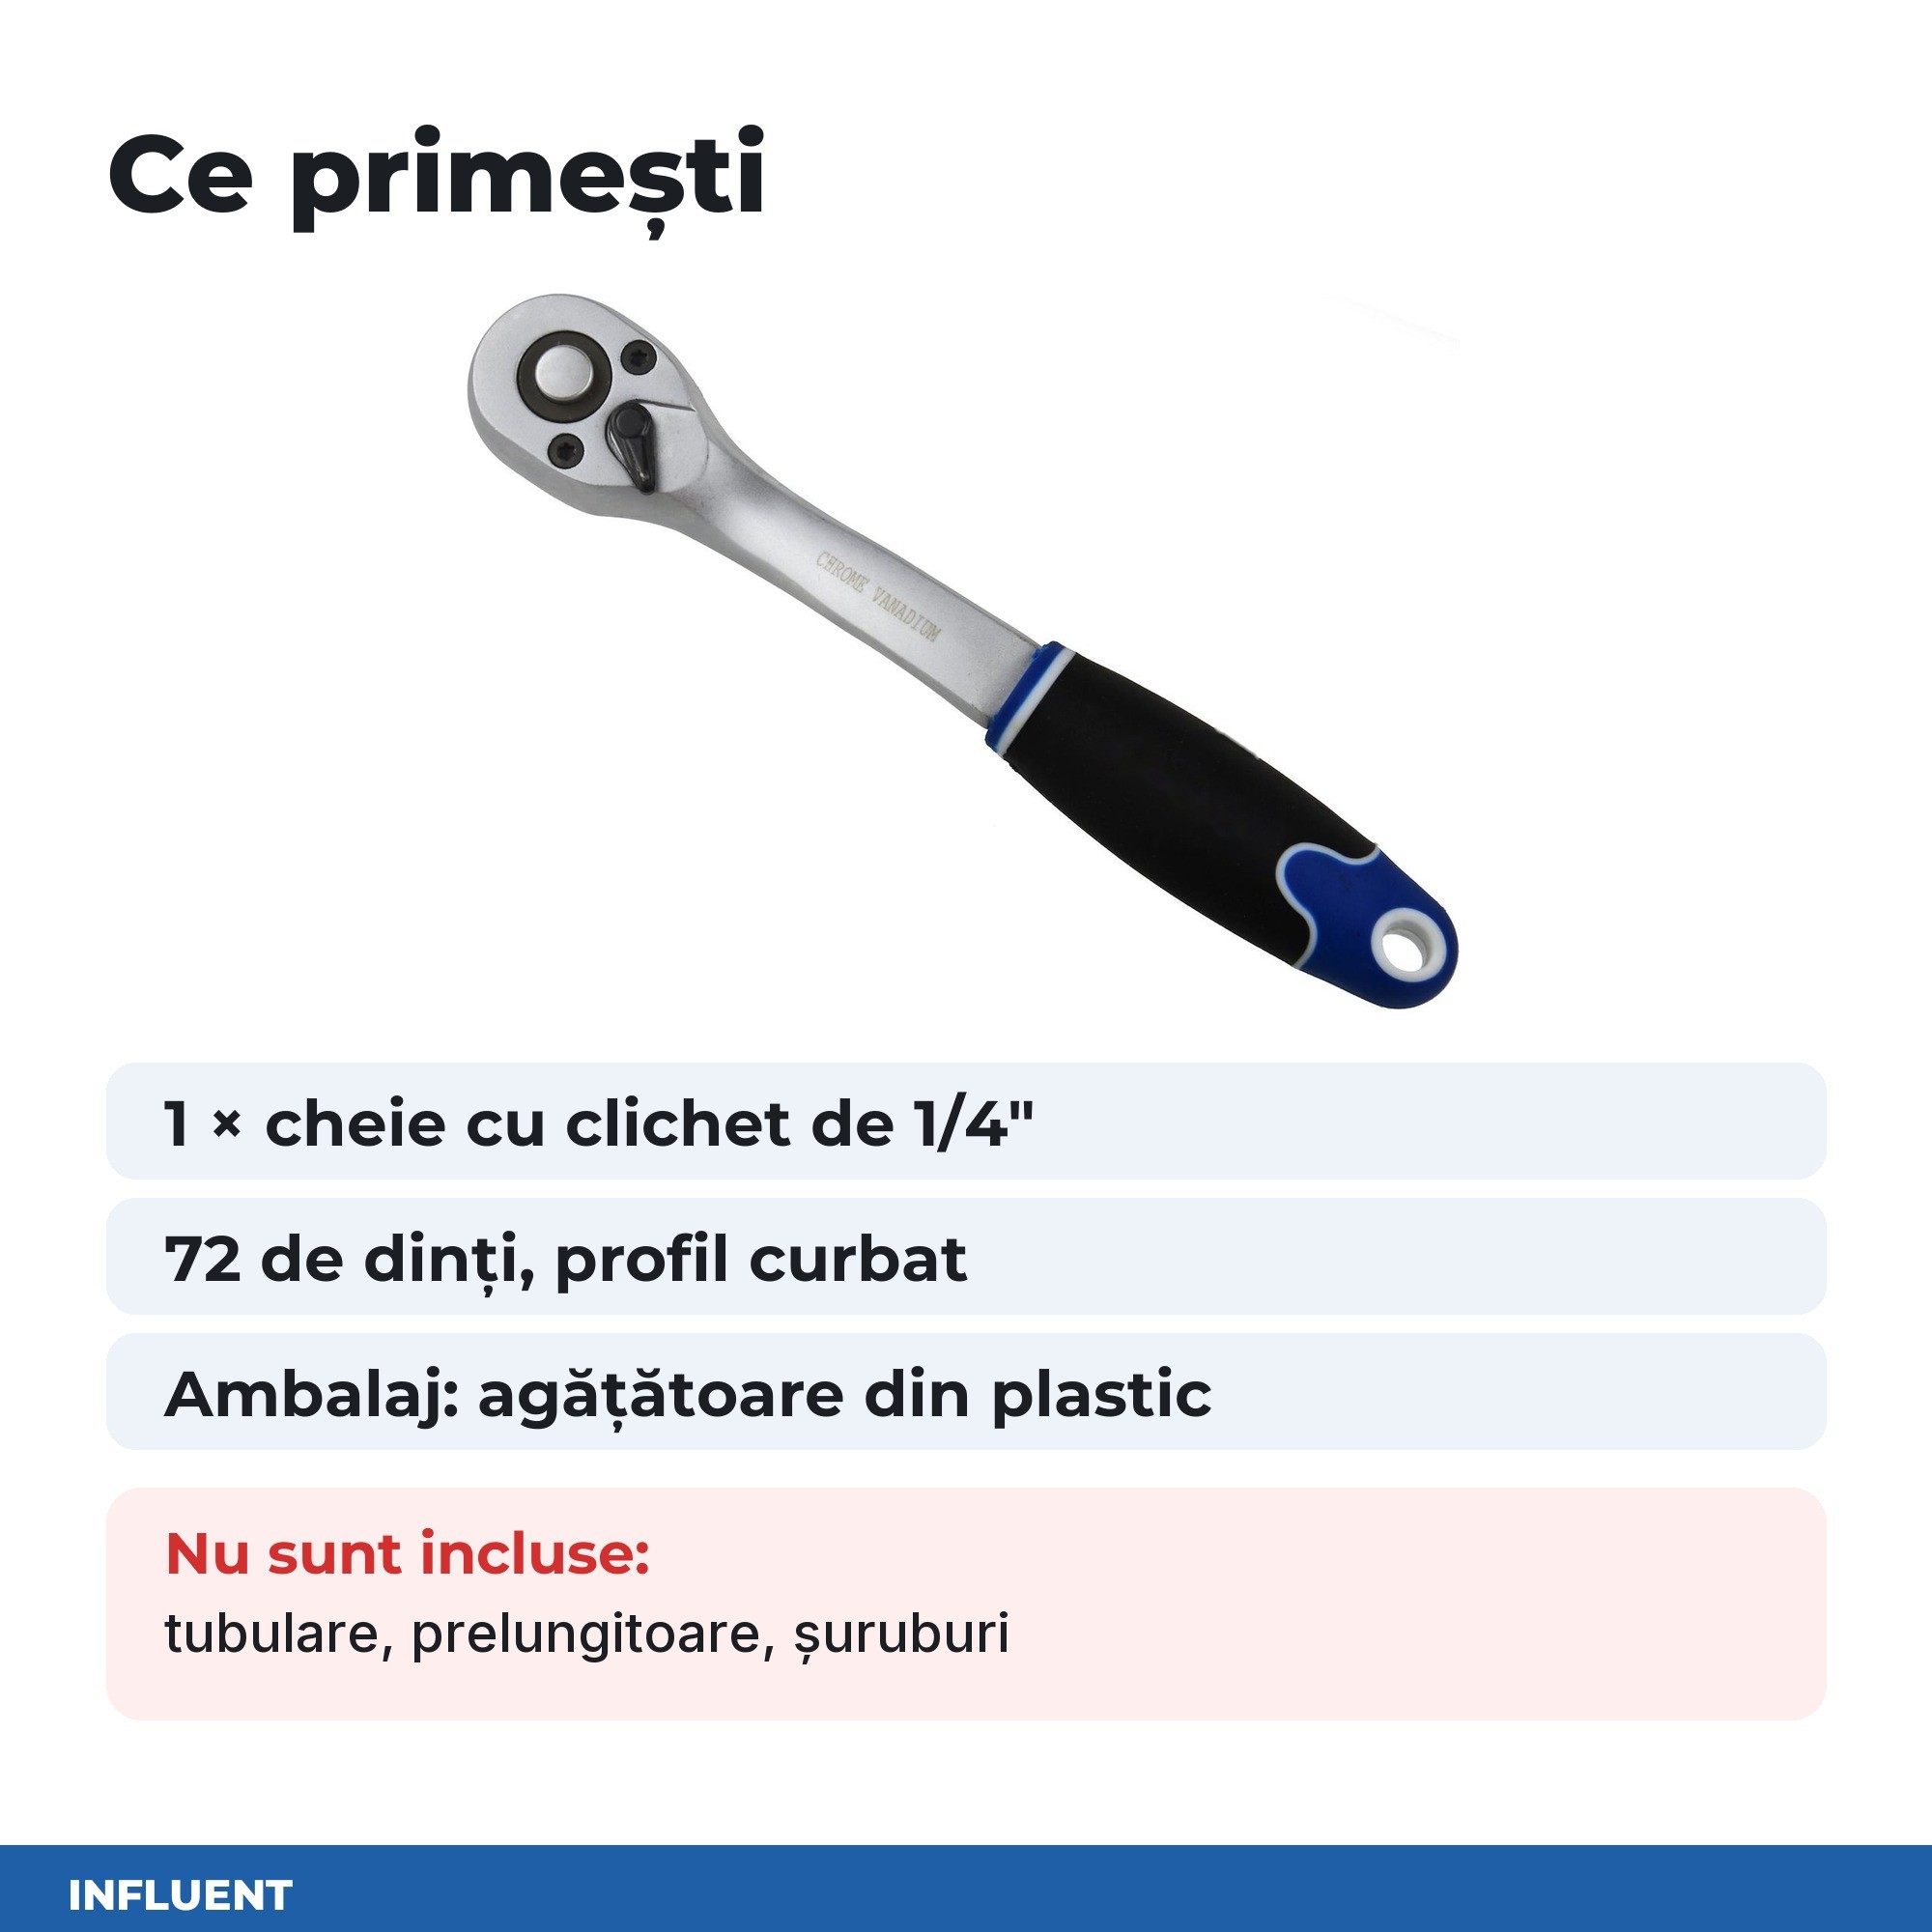 Ce primești
CHROME VANADIUM
1 × cheie cu clichet de 1/4"
72 de dinți, profil curbat
Ambalaj: agățătoare din plastic
Nu sunt incluse:
tubulare, prelungitoare, șuruburi
INFLUENT